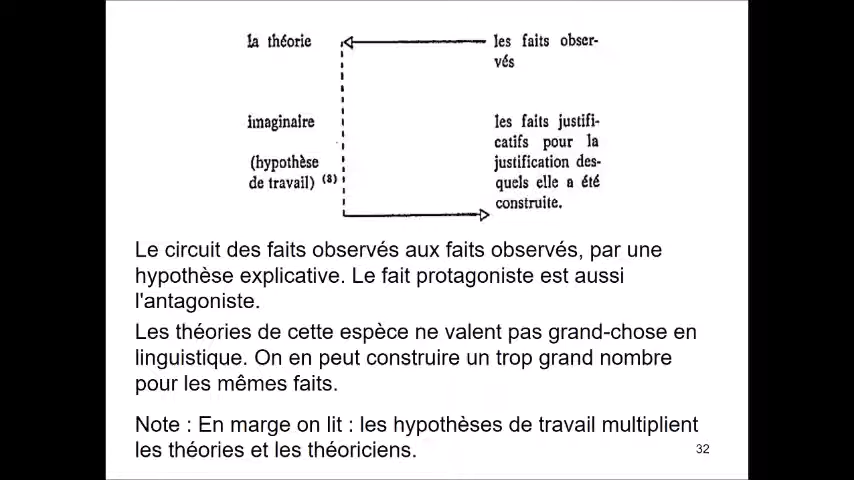 la théorie
les faits obser-
vés
imaginaire
(hypothèse
de travail) (8)
les faits justifi-
catifs pour la
justification des-
quels elle a été
construite.
Le circuit des faits observés aux faits observés, par une
hypothèse explicative. Le fait protagoniste est aussi
l'antagoniste.
Les théories de cette espèce ne valent pas grand-chose en
linguistique. On en peut construire un trop grand nombre
pour les mêmes faits.
Note : En marge on lit : les hypothèses de travail multiplient
les théories et les théoriciens.
32